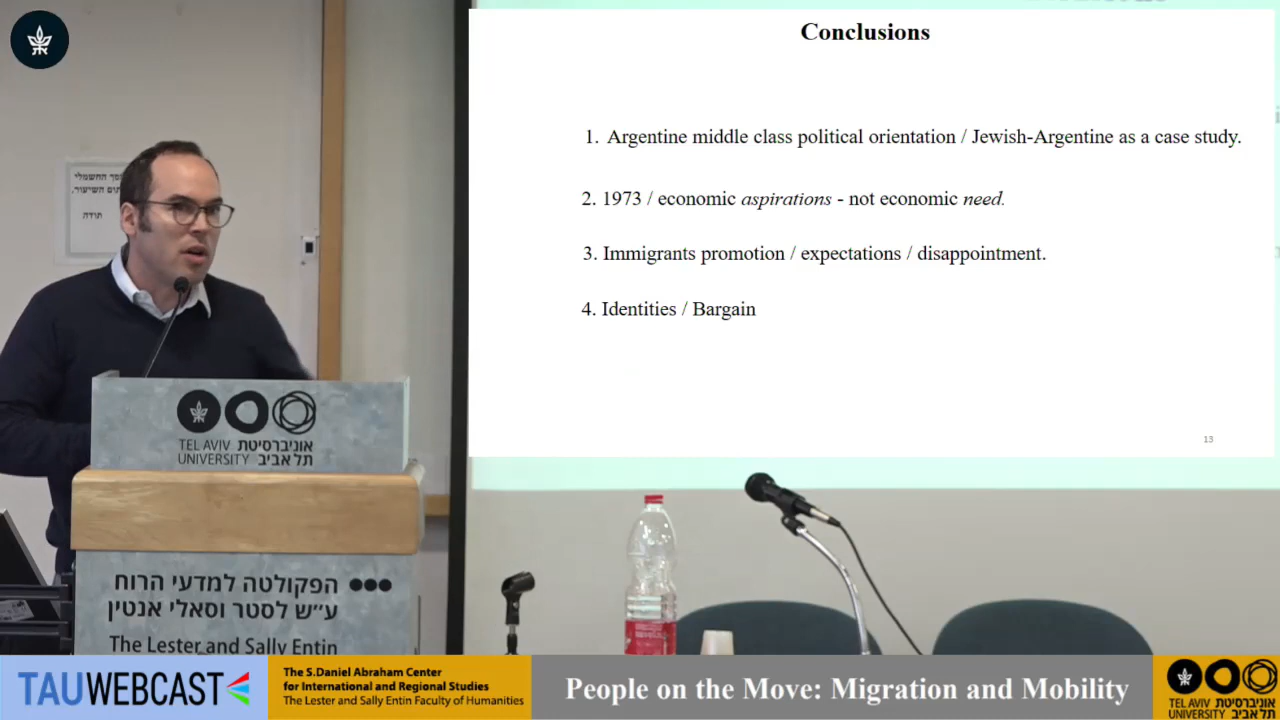 Conclusions
1. Argentine middle class political orientation / Jewish-Argentine as a case study.
2. 1973 / economic aspirations - not economic need.
3. Immigrants promotion / expectations / disappointment.
4. Identities / Bargain
13
החשמלי
השיעור.
תודה
TEL AVIV אוניברסיטת
UNIVERSITY תל אביב
הפקולטה למדעי הרוח
ע״ש לסטר וסאלי אנטין
The Lester and Sally Entin
TAUWEBCAST
The S.Daniel Abraham Center
for International and Regional Studies
The Lester and Sally Entin Faculty of Humanities
People on the Move: Migration and Mobility
TEL AVIV אוניברסיטת
UNIVERSITY תל אביב